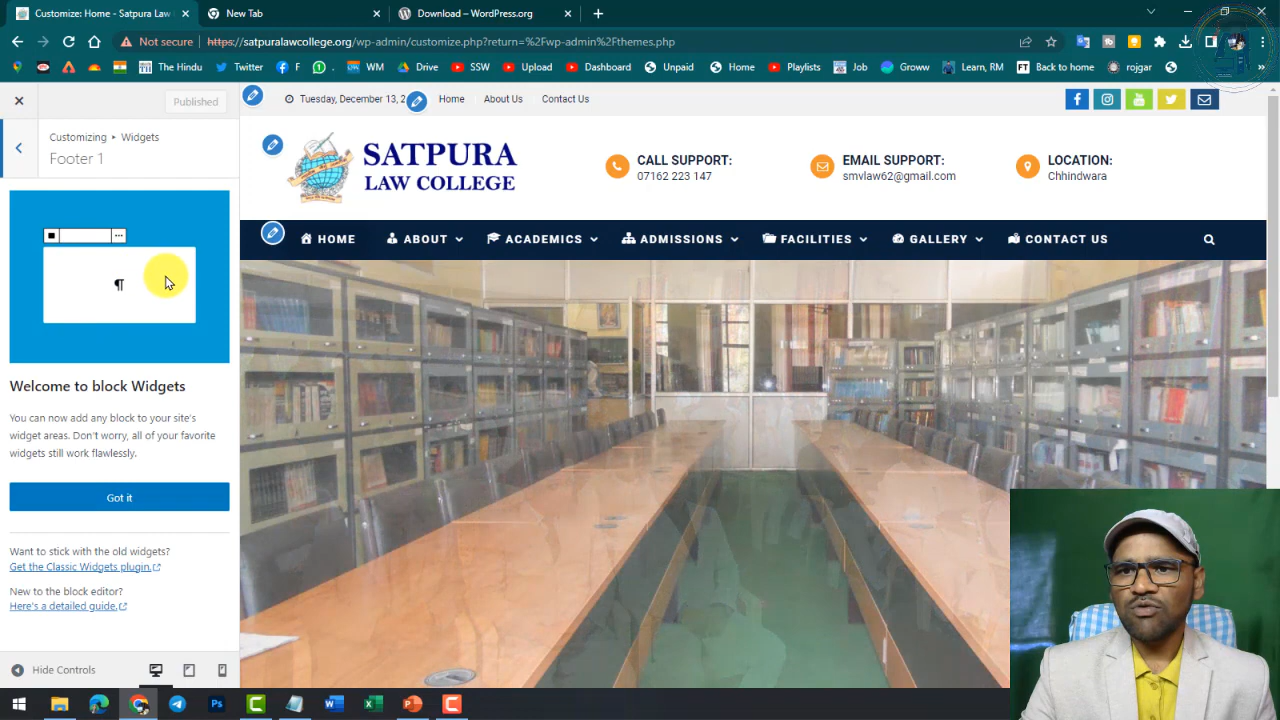 Customize: Home - Satpura Law
New Tab
Download – WordPress.org
Not secure
https://satpuralawcollege.org/wp-admin/customize.php?return=%2Fwp-admin%2Fthemes.php
The Hindu
Twitter
F
WM
Drive
SSW
Upload
Dashboard
Unpaid
Home
Playlists
Job
Groww
Learn, RM
FT
Back to home
rojgar
Published
Customizing ▸ Widgets
Footer 1
¶
Welcome to block Widgets
You can now add any block to your site's
widget areas. Don't worry, all of your favorite
widgets still work flawlessly.
Got it
Want to stick with the old widgets?
Get the Classic Widgets plugin.
New to the block editor?
Here's a detailed guide.
Hide Controls
Tuesday, December 13, 2
Home
About Us
Contact Us
SATPURA
LAW COLLEGE
CALL SUPPORT:
07162 223 147
EMAIL SUPPORT:
smvlaw62@gmail.com
LOCATION:
Chhindwara
HOME
ABOUT
ACADEMICS
ADMISSIONS
FACILITIES
GALLERY
CONTACT US